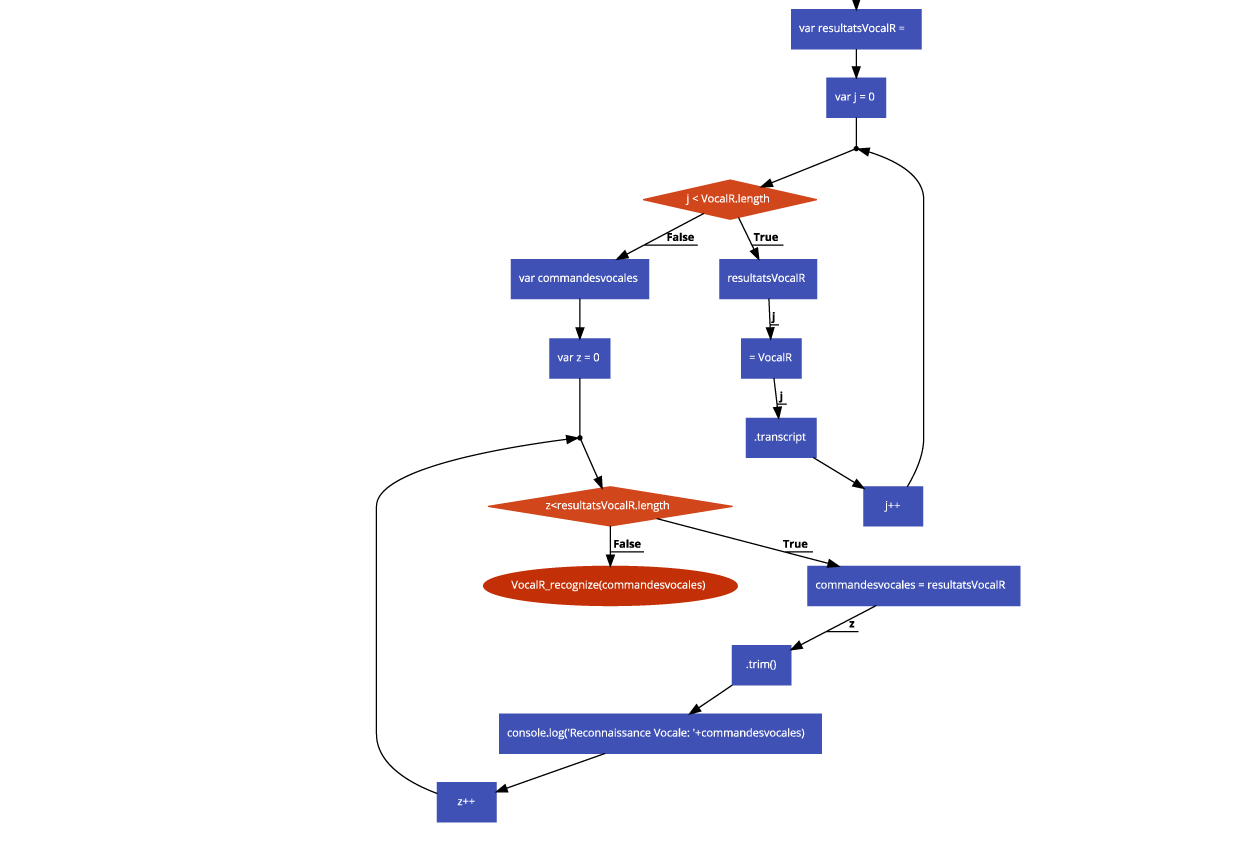 var resultatsVocalR =
var j = 0
j < VocalR.length
False
True
var commandesvocales
resultatsVocalR
j
var z = 0
= VocalR
j
.transcript
z<resultatsVocalR.length
j++
False
True
VocalR_recognize(commandesvocales)
commandesvocales = resultatsVocalR
z
.trim()
console.log('Reconnaissance Vocale: '+commandesvocales)
z++